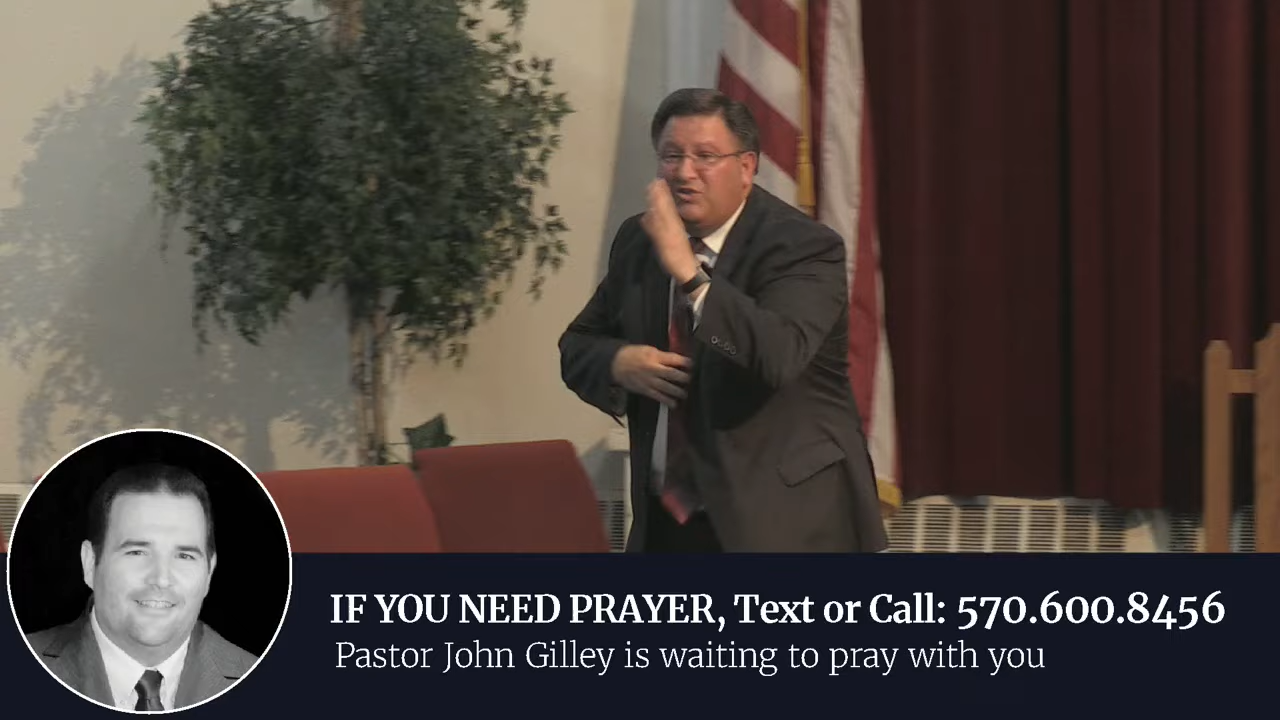 IF YOU NEED PRAYER, Text or Call: 570.600.8456
Pastor John Gilley is waiting to pray with you